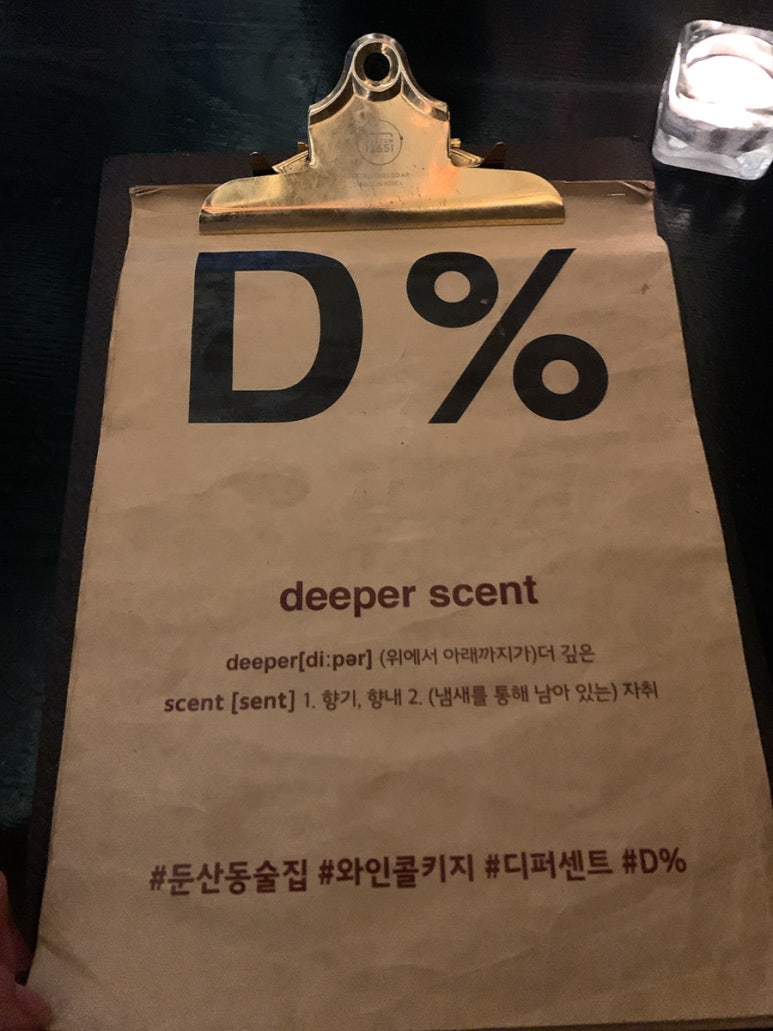 D%
deeper scent
deeper[di:pər] (위에서 아래까지가)더 깊은
scent [sent] 1. 향기, 향내 2. (냄새를 통해 남아 있는) 자취
#둔산동술집 #와인콜키지 #디퍼센트 #D%